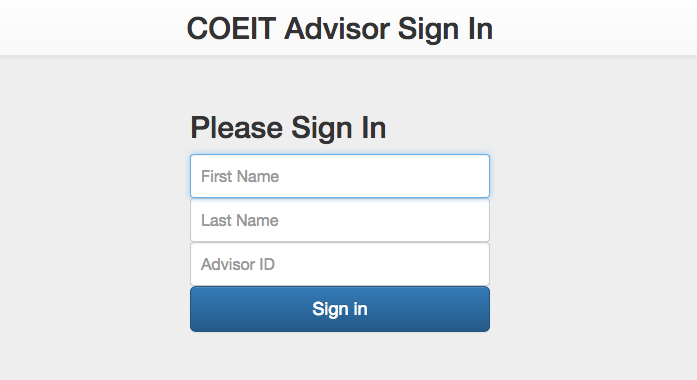 COEIT Advisor Sign In
Please Sign In
First Name
Last Name
Advisor ID
Sign in